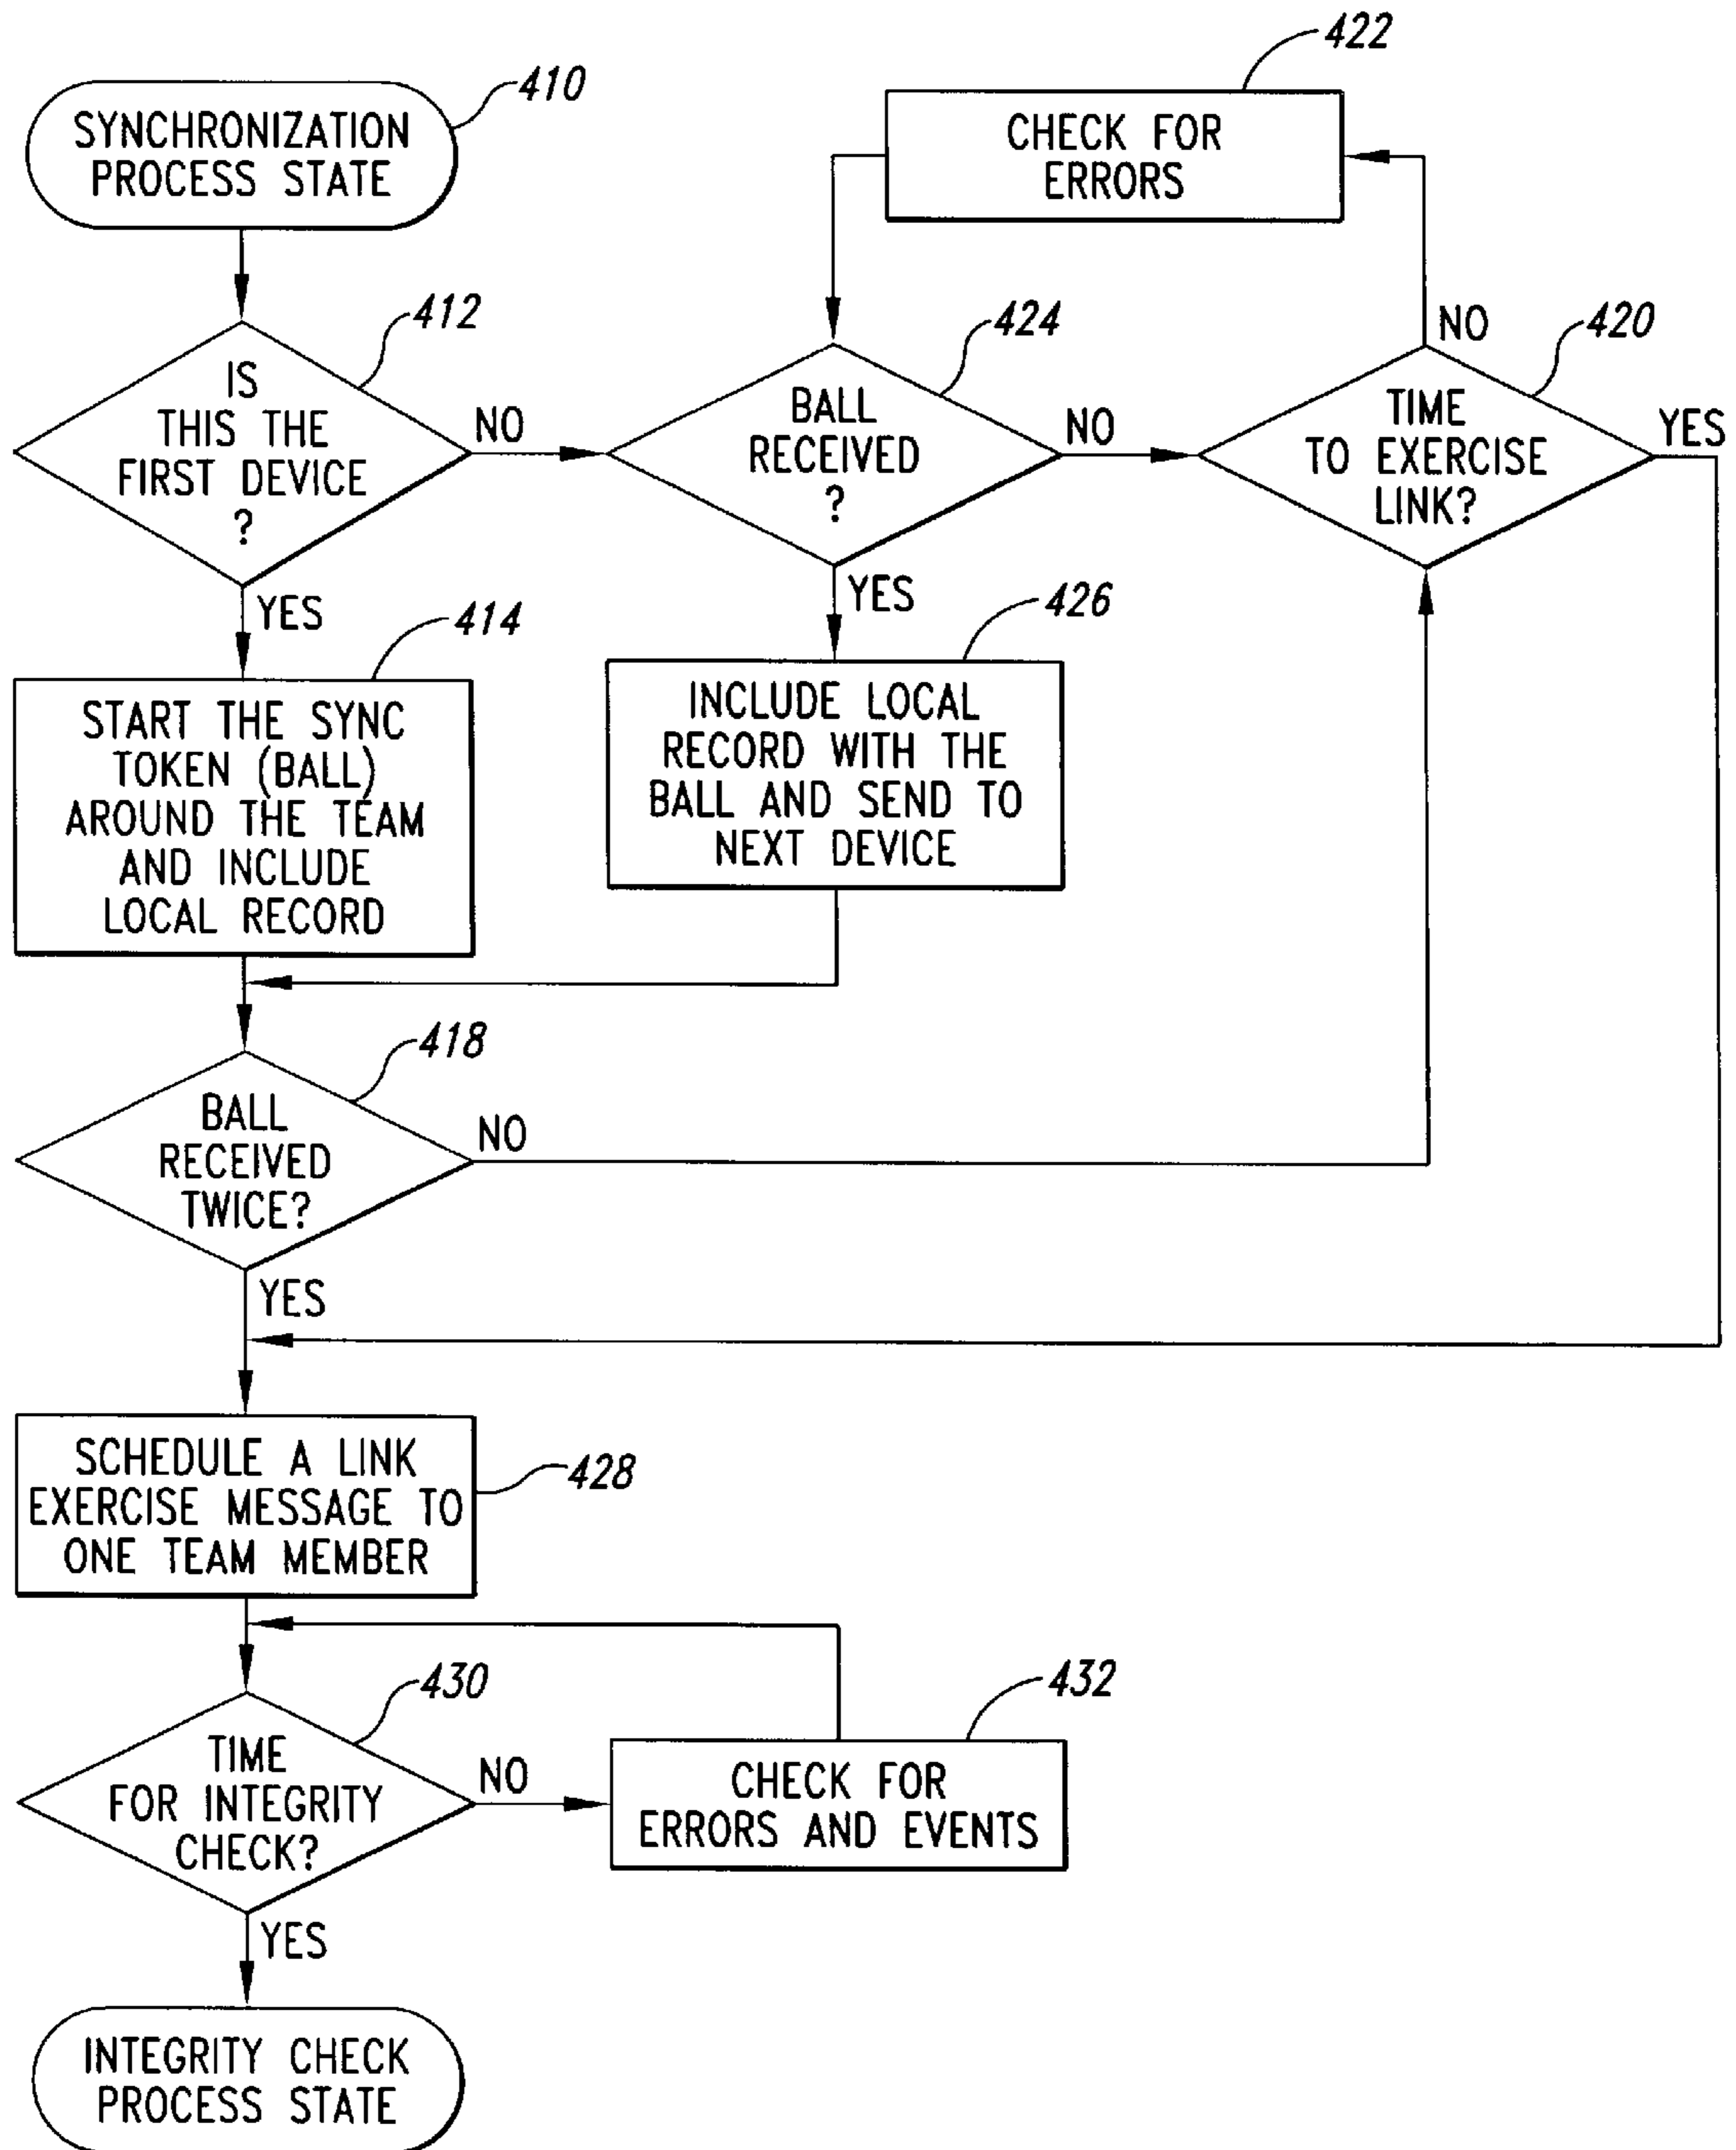 410
SYNCHRONIZATION
PROCESS STATE
422
CHECK FOR
ERRORS
412
IS
THIS THE
FIRST DEVICE
?
NO
YES
424
BALL
RECEIVED
?
NO
YES
420
TIME
TO EXERCISE
LINK?
NO
YES
414
START THE SYNC
TOKEN (BALL)
AROUND THE TEAM
AND INCLUDE
LOCAL RECORD
426
INCLUDE LOCAL
RECORD WITH THE
BALL AND SEND TO
NEXT DEVICE
418
BALL
RECEIVED
TWICE?
NO
YES
428
SCHEDULE A LINK
EXERCISE MESSAGE TO
ONE TEAM MEMBER
430
TIME
FOR INTEGRITY
CHECK?
NO
YES
432
CHECK FOR
ERRORS AND EVENTS
INTEGRITY CHECK
PROCESS STATE